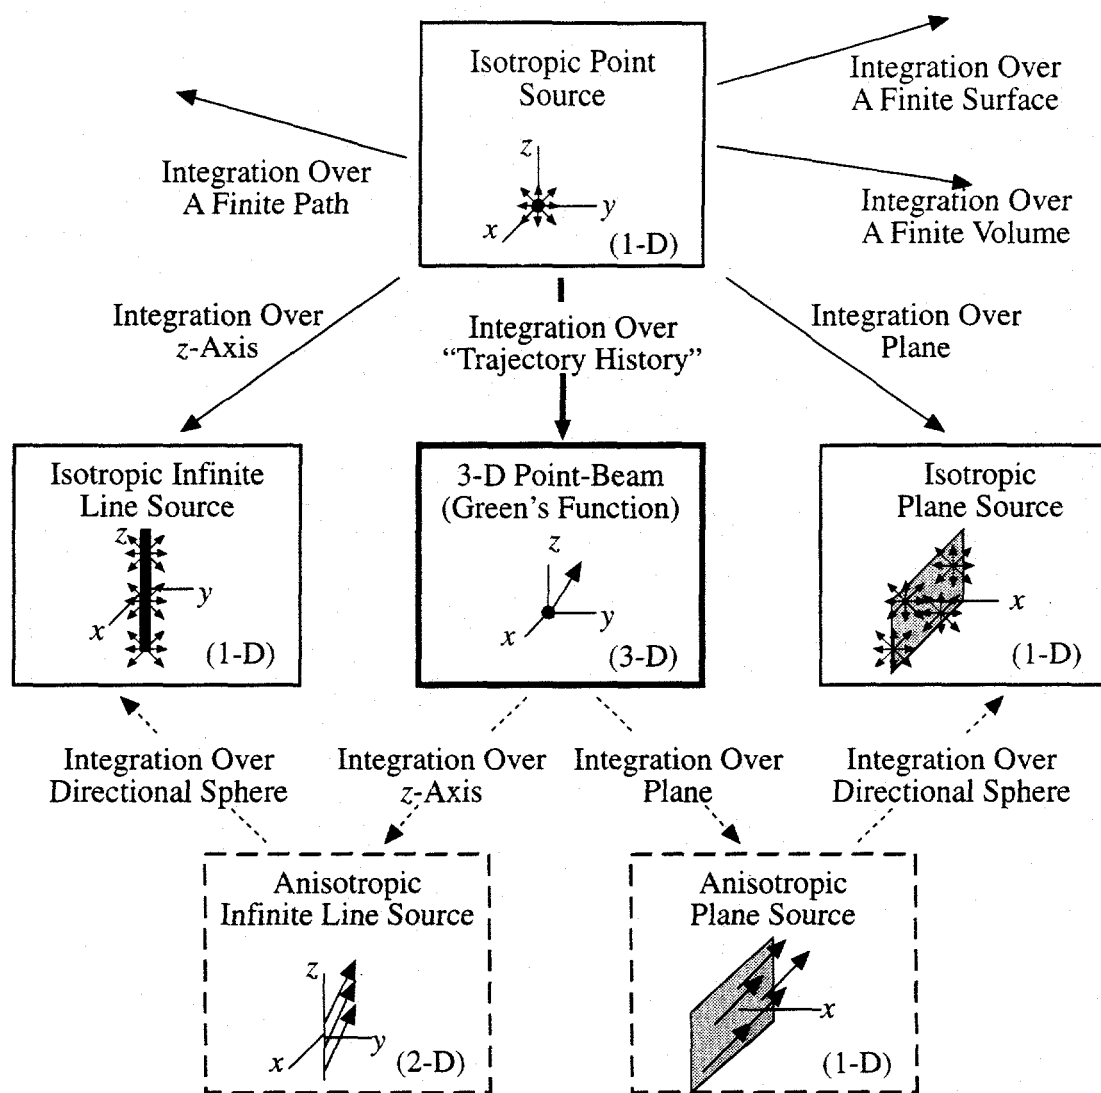 Isotropic Point
Source
z
y
x
(1-D)
Integration Over
A Finite Surface
Integration Over
A Finite Path
Integration Over
A Finite Volume
Integration Over
z-Axis
Integration Over
“Trajectory History”
Integration Over
Plane
Isotropic Infinite
Line Source
z
y
x
(1-D)
3-D Point-Beam
(Green's Function)
z
y
x
(3-D)
Isotropic
Plane Source
x
(1-D)
Integration Over
Directional Sphere
Integration Over
z-Axis
Integration Over
Plane
Integration Over
Directional Sphere
Anisotropic
Infinite Line Source
z
y
x
(2-D)
Anisotropic
Plane Source
x
(1-D)